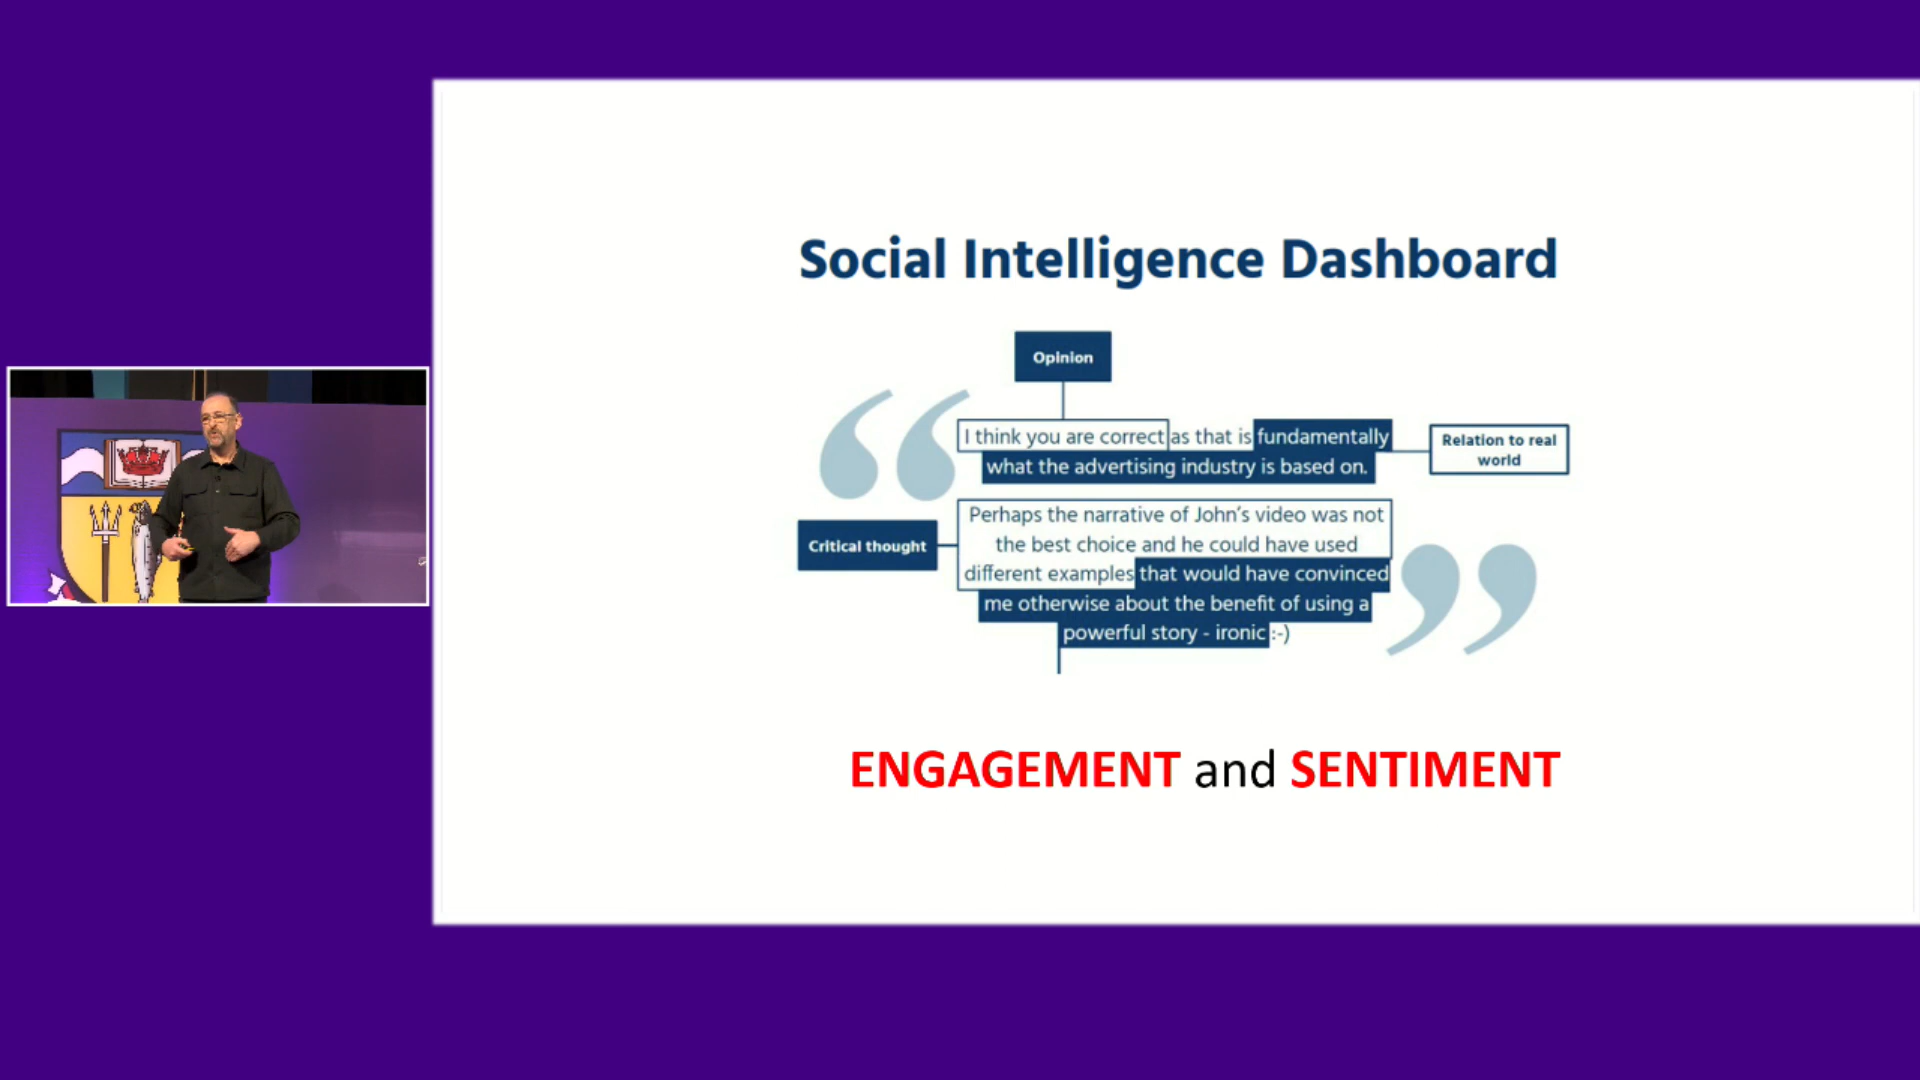 Social Intelligence Dashboard
Opinion
I think you are correct as that is fundamentally
what the advertising industry is based on.
Relation to real
world
Critical thought
Perhaps the narrative of John's video was not
the best choice and he could have used
different examples that would have convinced
me otherwise about the benefit of using a
powerful story - ironic :-)
ENGAGEMENT and SENTIMENT